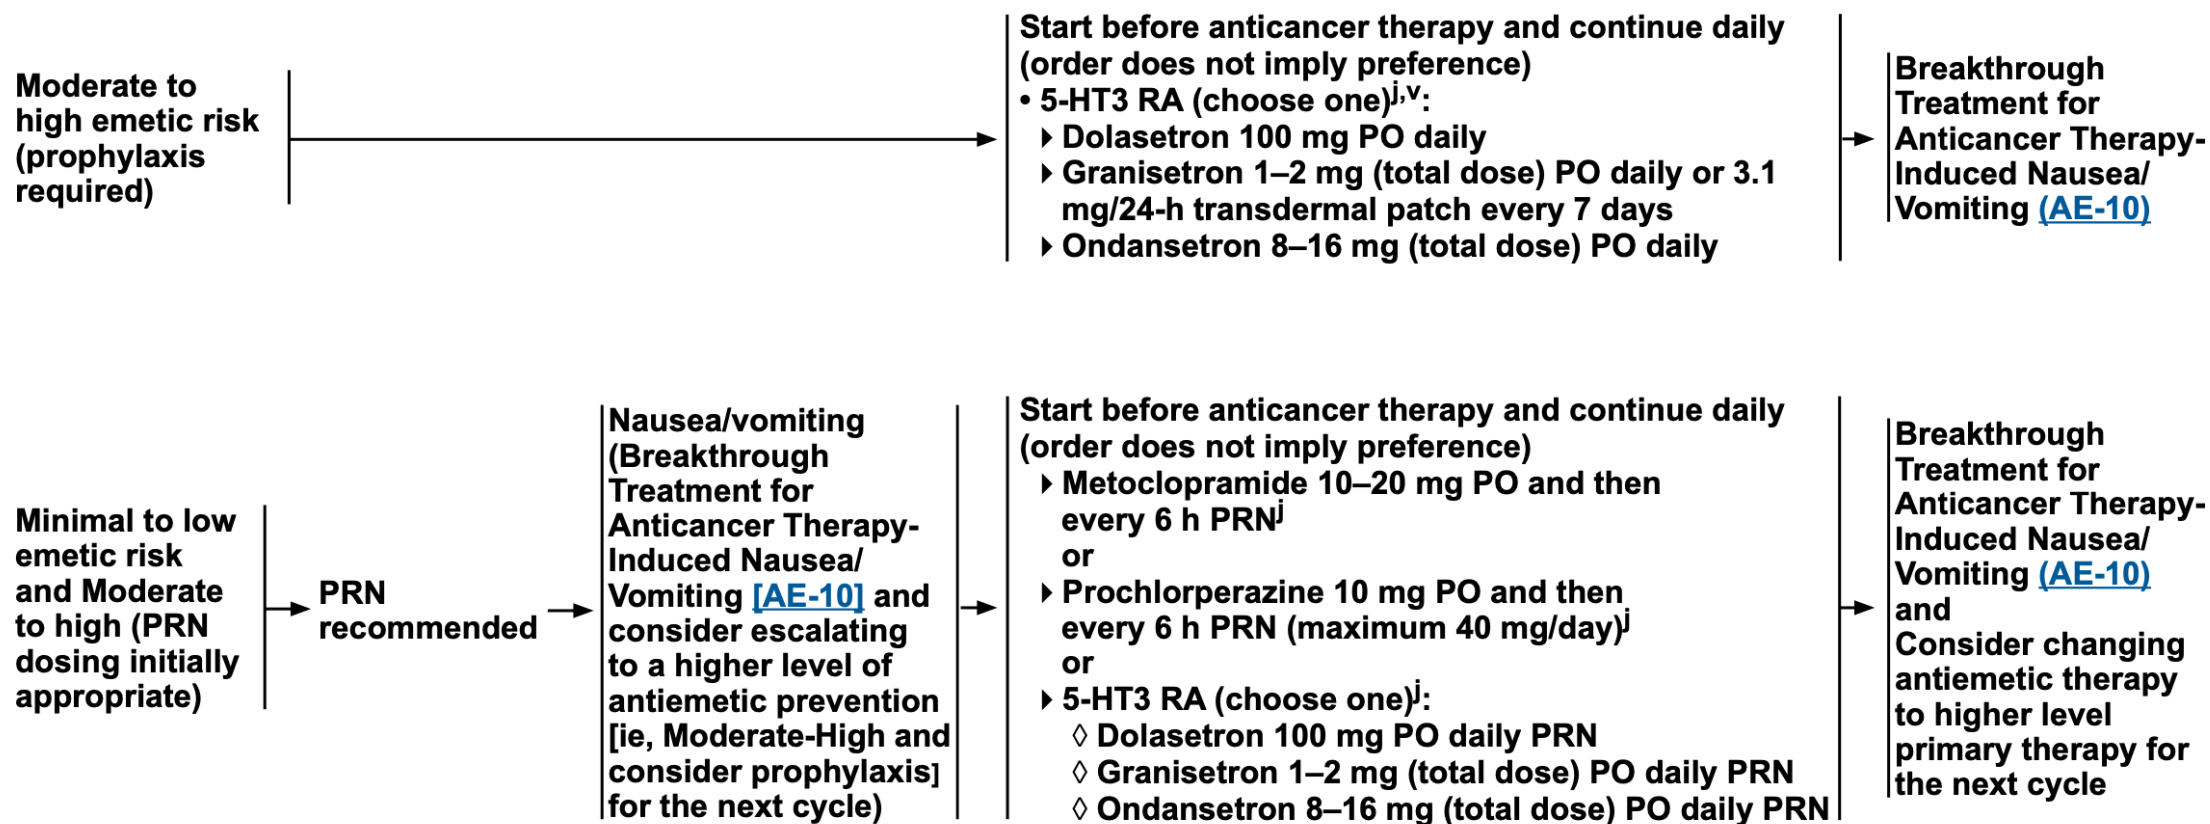 Moderate to
high emetic risk
(prophylaxis
required)
Start before anticancer therapy and continue daily
(order does not imply preference)
• 5-HT3 RA (choose one)j,v:
Dolasetron 100 mg PO daily
Granisetron 1–2 mg (total dose) PO daily or 3.1
mg/24-h transdermal patch every 7 days
Ondansetron 8–16 mg (total dose) PO daily
Breakthrough
Treatment for
Anticancer Therapy-
Induced Nausea/
Vomiting (AE-10)
Minimal to low
emetic risk
and Moderate
to high (PRN
dosing initially
appropriate)
PRN
recommended
Nausea/vomiting
(Breakthrough
Treatment for
Anticancer Therapy-
Induced Nausea/
Vomiting [AE-10] and
consider escalating
to a higher level of
antiemetic prevention
[ie, Moderate-High and
consider prophylaxis]
for the next cycle)
Start before anticancer therapy and continue daily
(order does not imply preference)
Metoclopramide 10–20 mg PO and then
every 6 h PRNj
or
Prochlorperazine 10 mg PO and then
every 6 h PRN (maximum 40 mg/day)j
or
5-HT3 RA (choose one)j:
◊ Dolasetron 100 mg PO daily PRN
◊ Granisetron 1–2 mg (total dose) PO daily PRN
◊ Ondansetron 8–16 mg (total dose) PO daily PRN
Breakthrough
Treatment for
Anticancer Therapy-
Induced Nausea/
Vomiting (AE-10)
and
Consider changing
antiemetic therapy
to higher level
primary therapy for
the next cycle